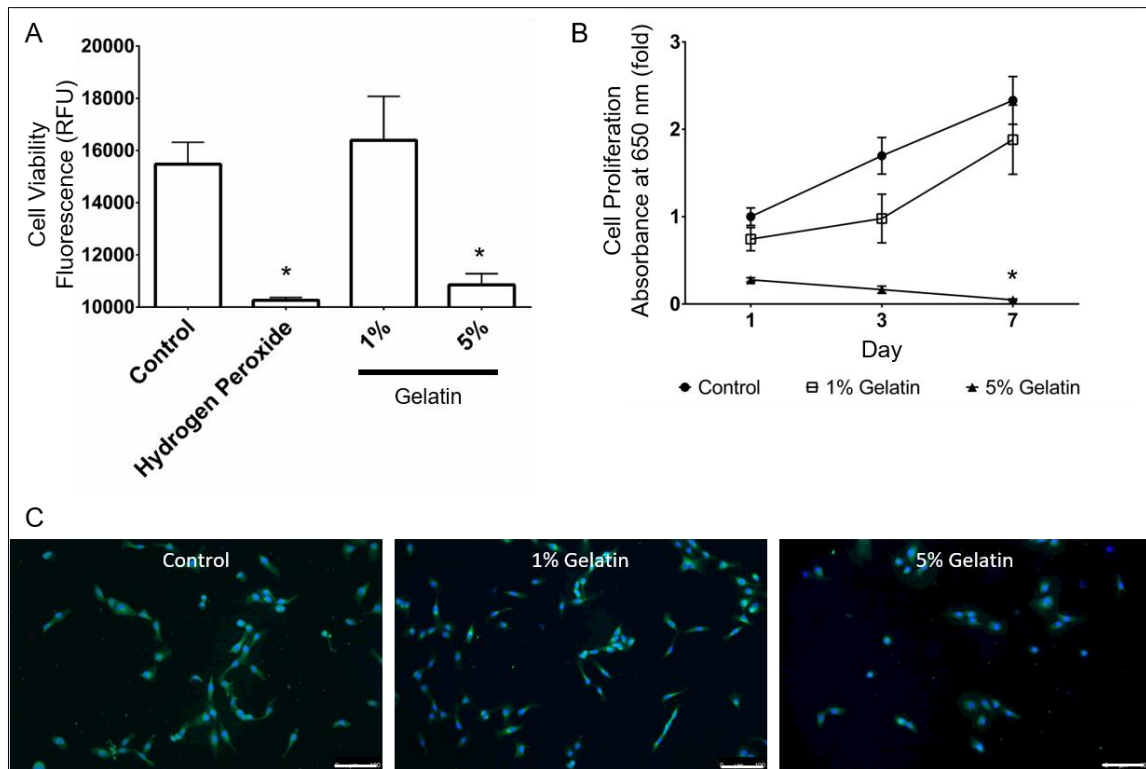 A
Cell Viability
Fluorescence (RFU)
20000
18000
16000
14000
12000
10000
*
*
Control
Hydrogen Peroxide
1%
5%
Gelatin
B
Cell Proliferation
Absorbance at 650 nm (fold)
3
2
1
0
*
1 3 7
Day
Control 1% Gelatin 5% Gelatin
C
Control 1% Gelatin 5% Gelatin